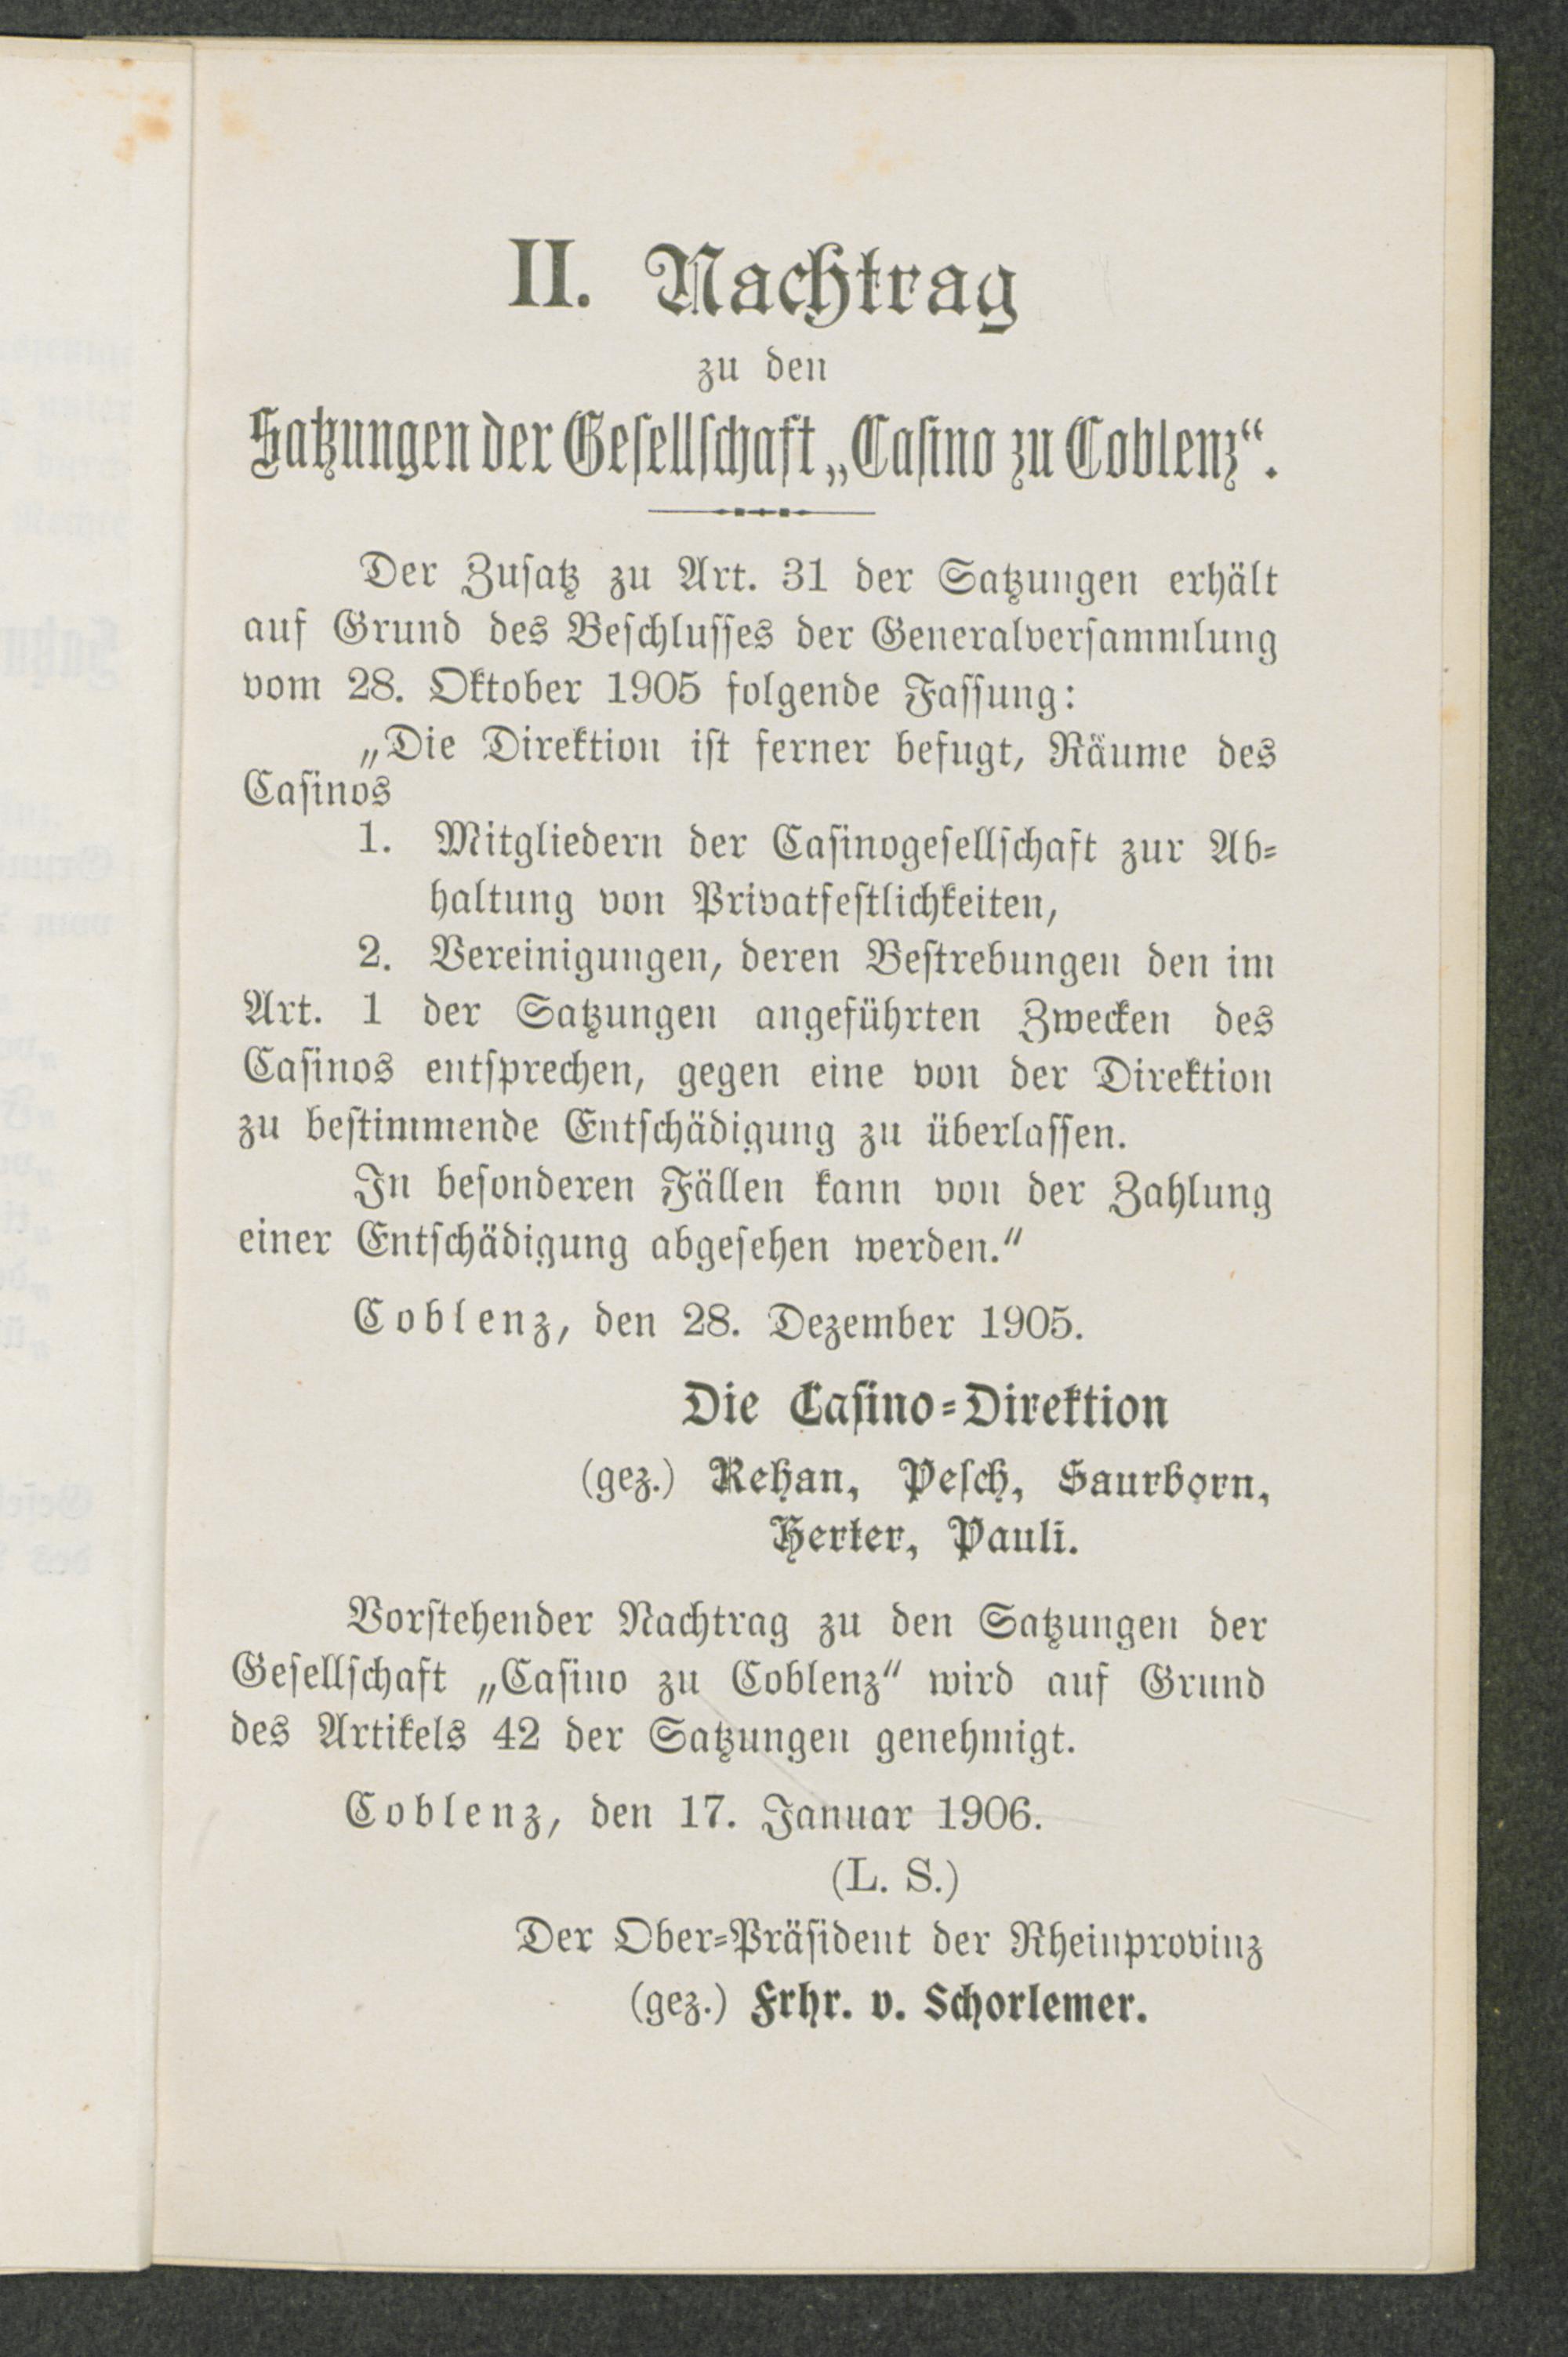 II. Nachtrag
zu den
Satzungen der Gesellschaft „Casino zu Coblenz“.
Der Zusatz zu Art. 31 der Satzungen erhält
auf Grund des Beschlusses der Generalversammlung
vom 28. Oktober 1905 folgende Fassung:
„Die Direktion ist ferner befugt, Räume des
Casinos
1. Mitgliedern der Casinogesellschaft zur Ab-
haltung von Privatfestlichkeiten,
2. Vereinigungen, deren Bestrebungen den im
Art. 1 der Satzungen angeführten Zwecken des
Casinos entsprechen, gegen eine von der Direktion
zu bestimmende Entschädigung zu überlassen.
In besonderen Fällen kann von der Zahlung
einer Entschädigung abgesehen werden.“
Coblenz, den 28. Dezember 1905.
Die Casino-Direktion
(gez.) Rehan, Pesch, Saurborn,
Herker, Pauli.
Vorstehender Nachtrag zu den Satzungen der
Gesellschaft „Casino zu Coblenz“ wird auf Grund
des Artikels 42 der Satzungen genehmigt.
Coblenz, den 17. Januar 1906.
(L. S.)
Der Ober-Präsident der Rheinprovinz
(gez.) Frhr. v. Schorlemer.